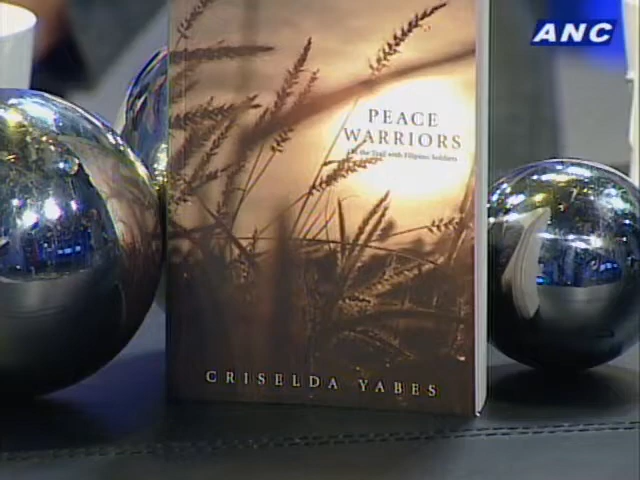 ANC
PEACE
WARRIORS
On the Trail with Filipino Soldiers
CRISELDA YABES